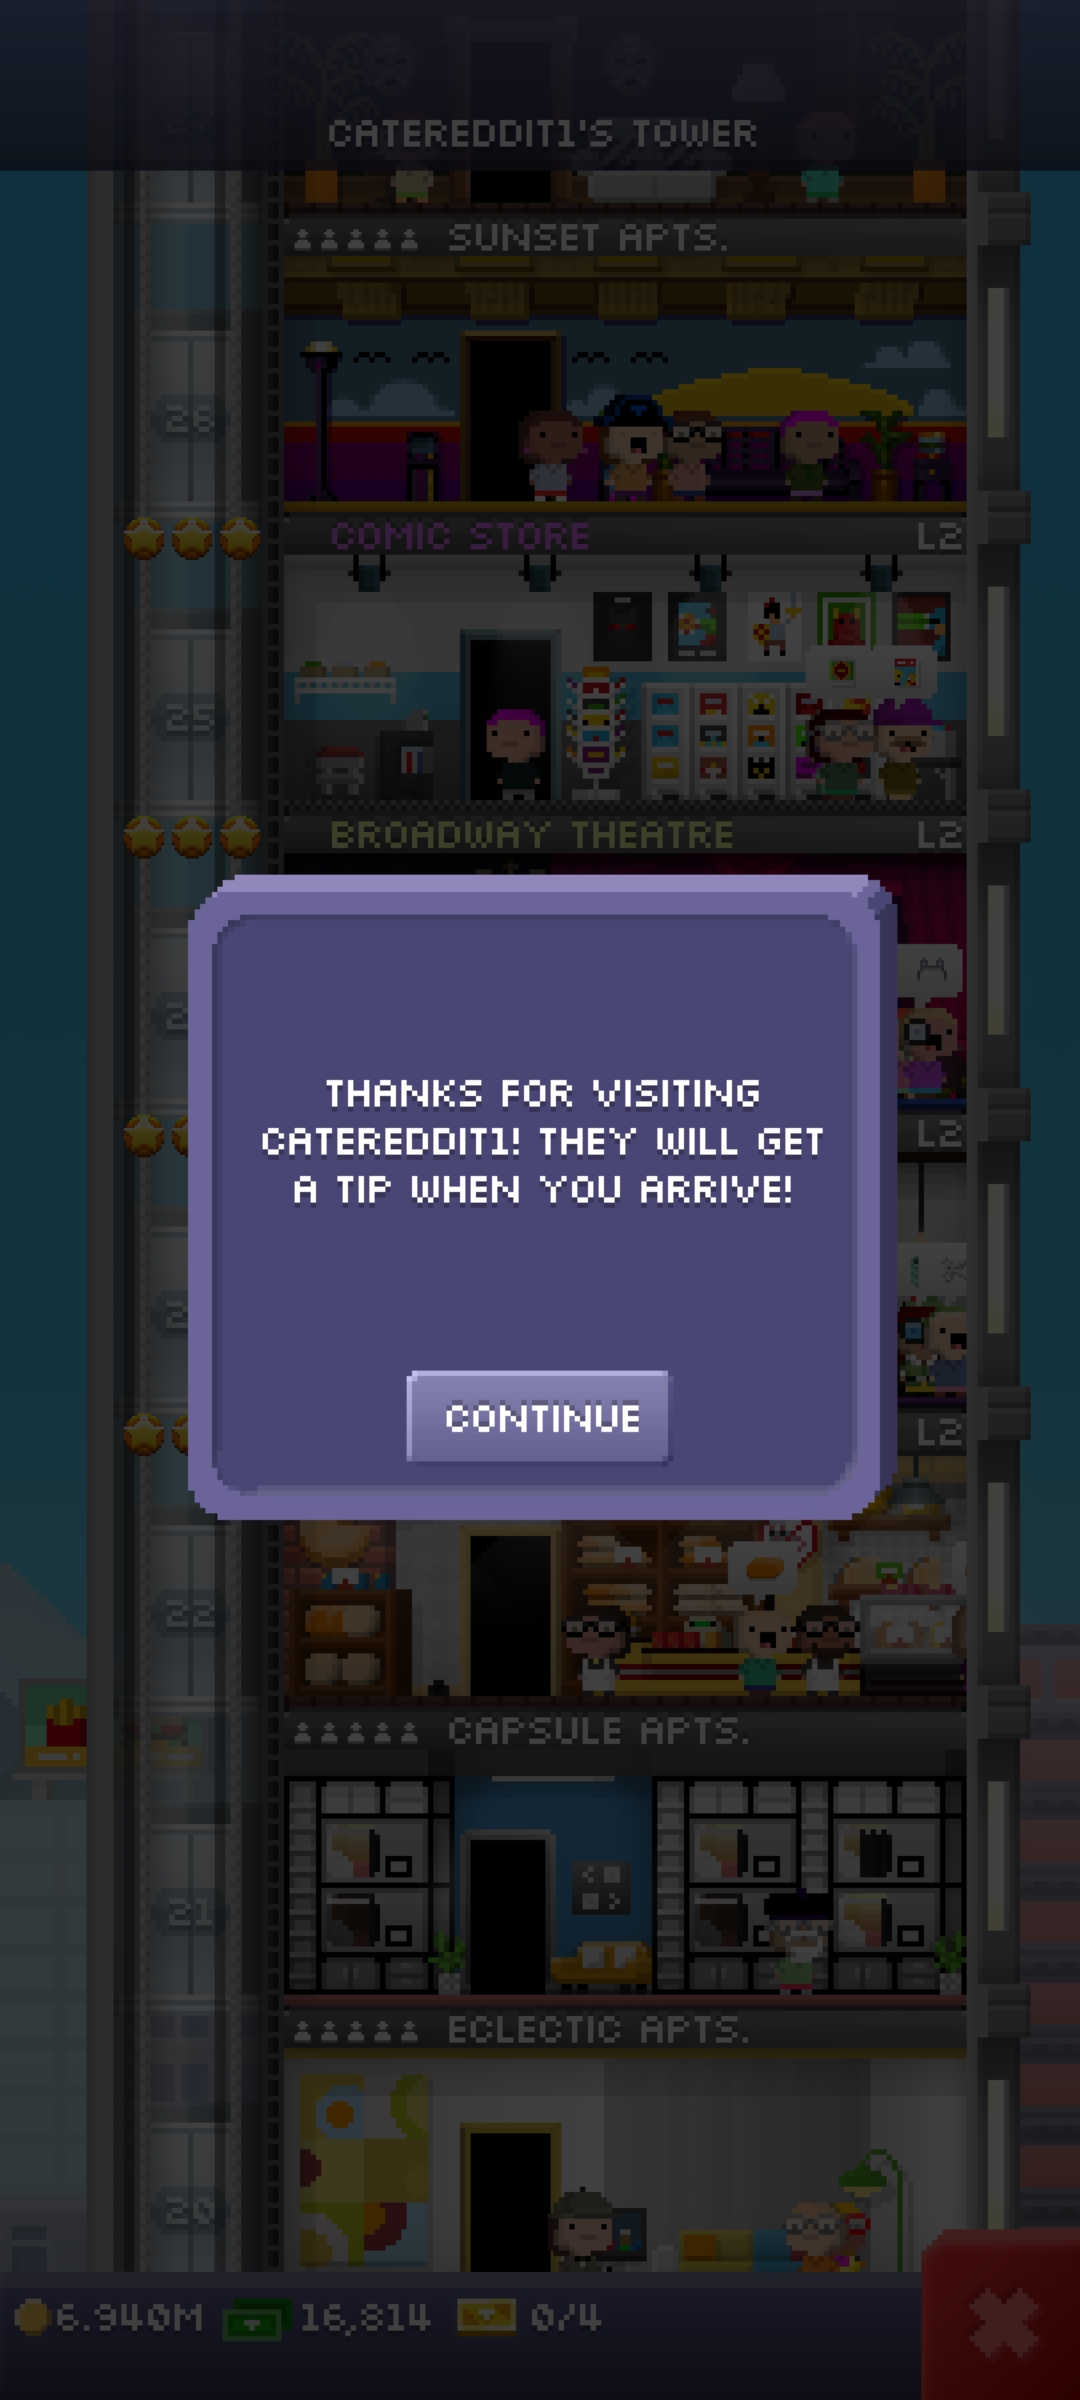 CATEREDDIT1'S TOWER
SUNSET APTS.
26
COMIC STORE L2
25
BROADWAY THEATRE L2
L2
THANKS FOR VISITING
CATEREDDIT1! THEY WILL GET
A TIP WHEN YOU ARRIVE!
L2
CONTINUE
22
CAPSULE APTS.
21
ECLECTIC APTS.
20
6.940M 16,814 0/4